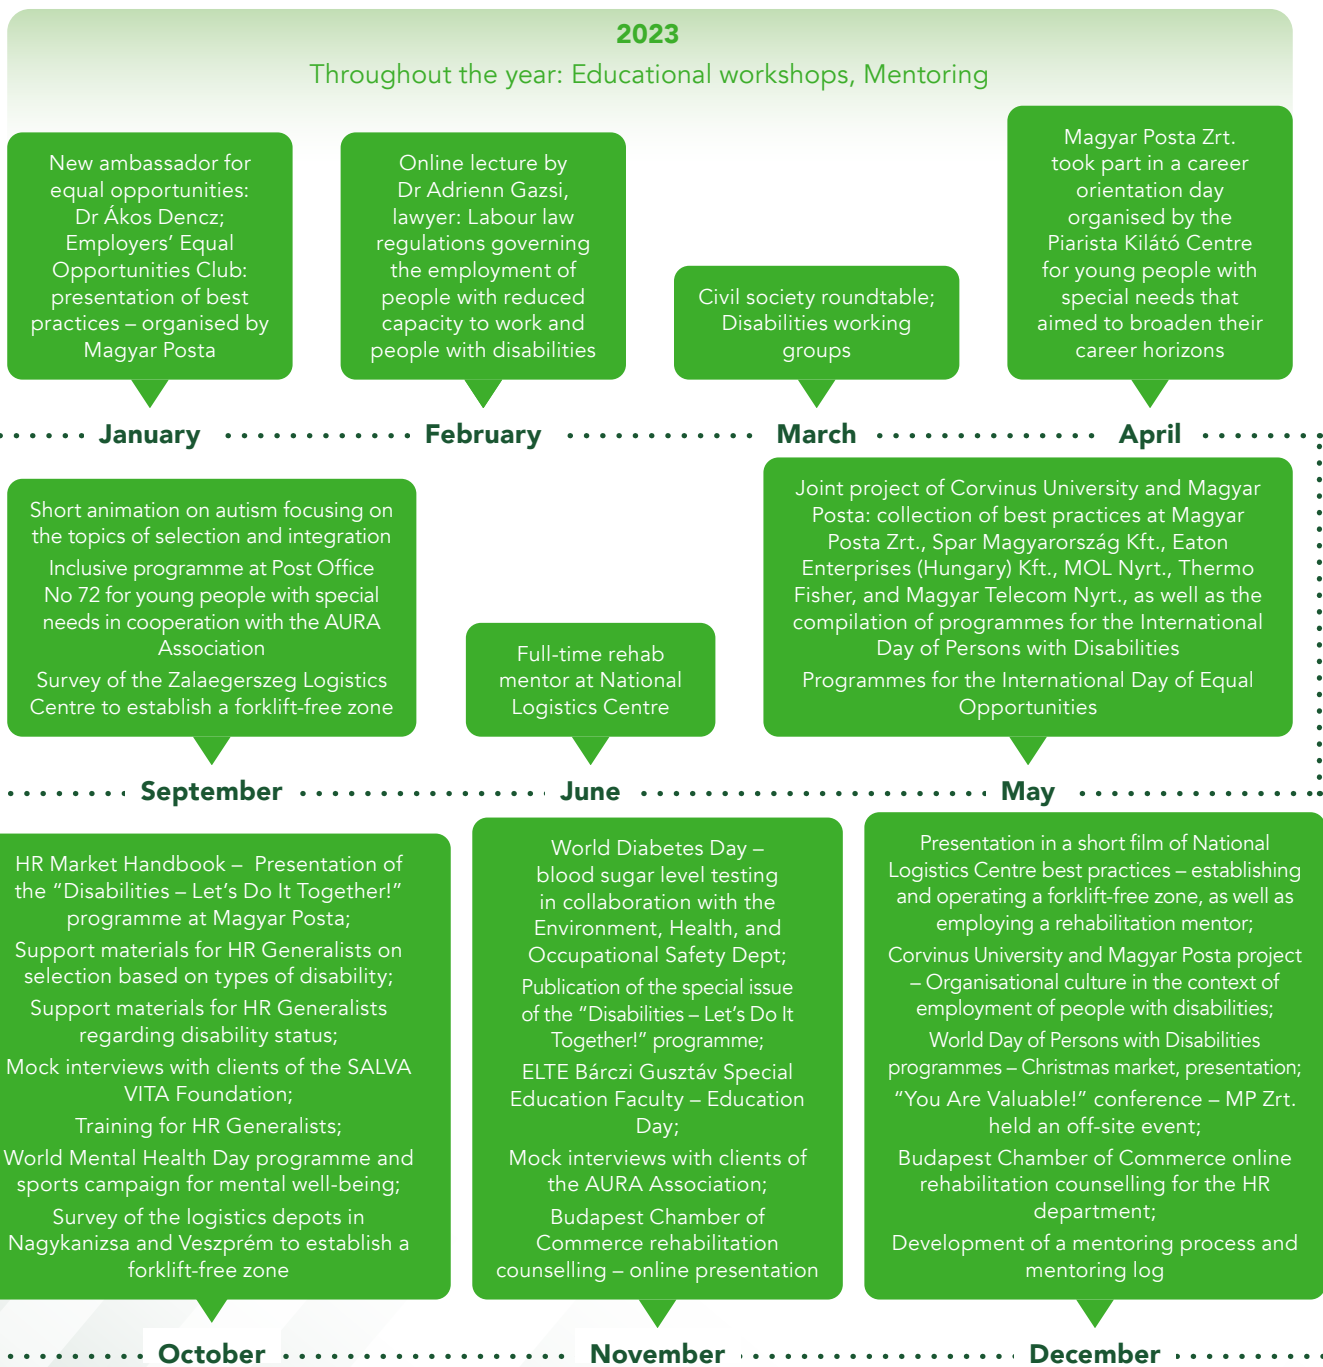 2023
Throughout the year: Educational workshops, Mentoring
New ambassador for
equal opportunities:
Dr Ákos Dencz;
Employers' Equal
Opportunities Club:
presentation of best
practices – organised by
Magyar Posta
Online lecture by
Dr Adrienn Gazsi,
lawyer: Labour law
regulations governing
the employment of
people with reduced
capacity to work and
people with disabilities
Civil society roundtable;
Disabilities working
groups
Magyar Posta Zrt.
took part in a career
orientation day
organised by the
Piarista Kilátó Centre
for young people with
special needs that
aimed to broaden their
career horizons
January
February
March
April
Short animation on autism focusing on
the topics of selection and integration
Inclusive programme at Post Office
No 72 for young people with special
needs in cooperation with the AURA
Association
Survey of the Zalaegerszeg Logistics
Centre to establish a forklift-free zone
Full-time rehab
mentor at National
Logistics Centre
Joint project of Corvinus University and Magyar
Posta: collection of best practices at Magyar
Posta Zrt., Spar Magyarország Kft., Eaton
Enterprises (Hungary) Kft., MOL Nyrt., Thermo
Fisher, and Magyar Telecom Nyrt., as well as the
compilation of programmes for the International
Day of Persons with Disabilities
Programmes for the International Day of Equal
Opportunities
September
June
May
HR Market Handbook – Presentation of
the "Disabilities – Let's Do It Together!"
programme at Magyar Posta;
Support materials for HR Generalists on
selection based on types of disability;
Support materials for HR Generalists
regarding disability status;
Mock interviews with clients of the SALVA
VITA Foundation;
Training for HR Generalists;
World Mental Health Day programme and
sports campaign for mental well-being;
Survey of the logistics depots in
Nagykanizsa and Veszprém to establish a
forklift-free zone
World Diabetes Day –
blood sugar level testing
in collaboration with the
Environment, Health, and
Occupational Safety Dept;
Publication of the special issue
of the "Disabilities – Let's Do It
Together!" programme;
ELTE Bárczi Gusztáv Special
Education Faculty – Education
Day;
Mock interviews with clients of
the AURA Association;
Budapest Chamber of
Commerce rehabilitation
counselling – online presentation
Presentation in a short film of National
Logistics Centre best practices – establishing
and operating a forklift-free zone, as well as
employing a rehabilitation mentor;
Corvinus University and Magyar Posta project
– Organisational culture in the context of
employment of people with disabilities;
World Day of Persons with Disabilities
programmes – Christmas market, presentation;
"You Are Valuable!" conference – MP Zrt.
held an off-site event;
Budapest Chamber of Commerce online
rehabilitation counselling for the HR
department;
Development of a mentoring process and
mentoring log
October
November
December